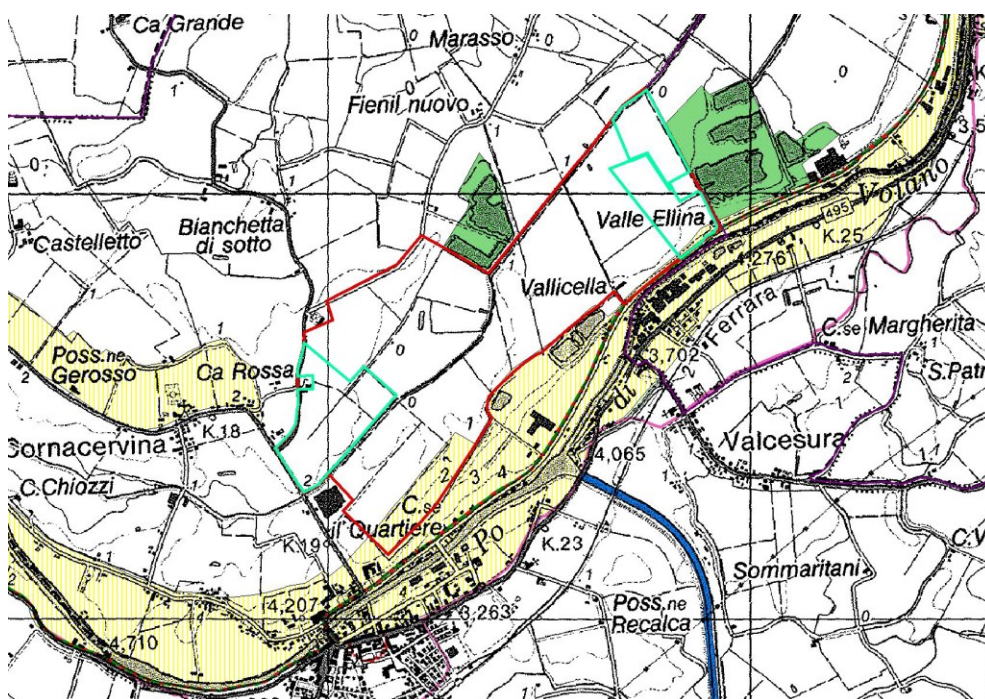 Ca Grande
Marasso
Fienil nuovo
Bianchetta
di sotto
Castelletto
Valle Ellina
Volano
495
K.25
4,276
Vallicella
Ferrara
C.se Margherita
3,702
di
S.Patr
Poss.ne
Gerosso
Ca Rossa
K.18
Cornacervina
Valcesura
4,065
C.Chiozzi
C.se
il Quartiere
K.19
Po
K.23
C.V
Sommaritani
4,207
3,263
Poss.ne
Recalca
4,710